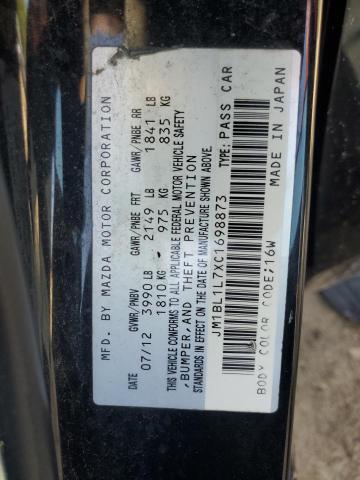 MFD. BY MAZDA MOTOR CORPORATION
GVWR/PNBV GAWR/PNBE FRT GAWR/PNBE RR
DATE
07/12 3990 LB 2149 LB 1841 LB
1810 KG 975 KG 835 KG
THIS VEHICLE CONFORMS TO ALL APPLICABLE FEDERAL MOTOR VEHICLE SAFETY
, BUMPER, AND THEFT PREVENTION
STANDARDS IN EFFECT ON THE DATE OF MANUFACTURE SHOWN ABOVE.
JM1BL1L7XC1698873 TYPE: PASS CAR
BODY COLOR CODE;16W MADE IN JAPAN